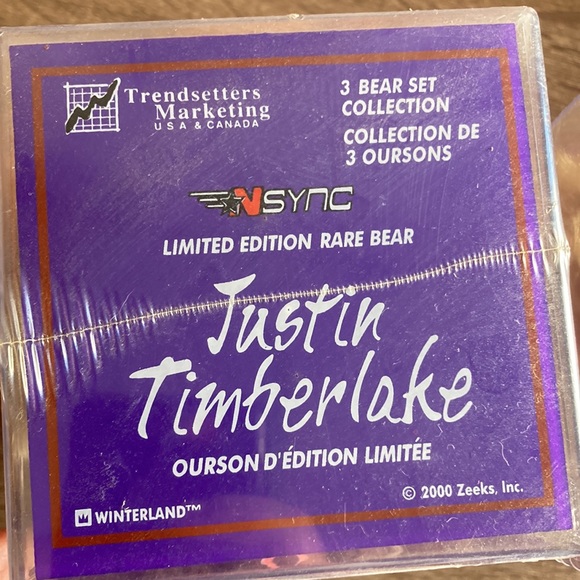 Trendsetters
Marketing
USA & CANADA
3 BEAR SET
COLLECTION
COLLECTION DE
3 OURSONS
NSYNC
LIMITED EDITION RARE BEAR
Justin
Timberlake
OURSON D'ÉDITION LIMITÉE
© 2000 Zeeks, Inc.
W WINTERLAND™